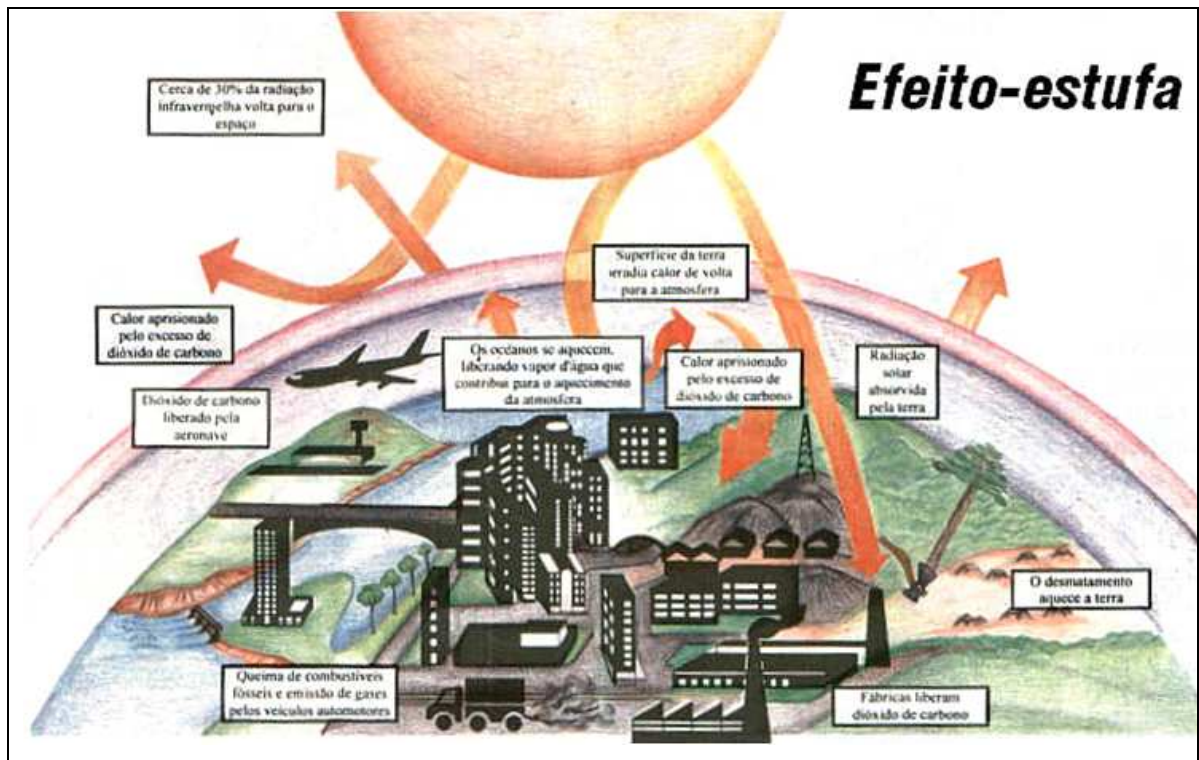 Efeito-estufa
Cerca de 30% da radiação
infravermelha volta para o
espaço
Superfície da terra
irradia calor de volta
para a atmosfera
Calor aprisionado
pelo excesso de
dióxido de carbono
Os océanos se aquecem,
liberando vapor d'água que
contribui para o aquecimento
da atmosfera
Calor aprisionado
pelo excesso de
dióxido de carbono
Radiação
solar
absorvida
pela terra
Dióxido de carbono
liberado pela
aeronave
O desmatamento
aquece a terra
Queima de combustíveis
fósseis e emissão de gases
pelos veículos automotores
Fábricas liberam
dióxido de carbono